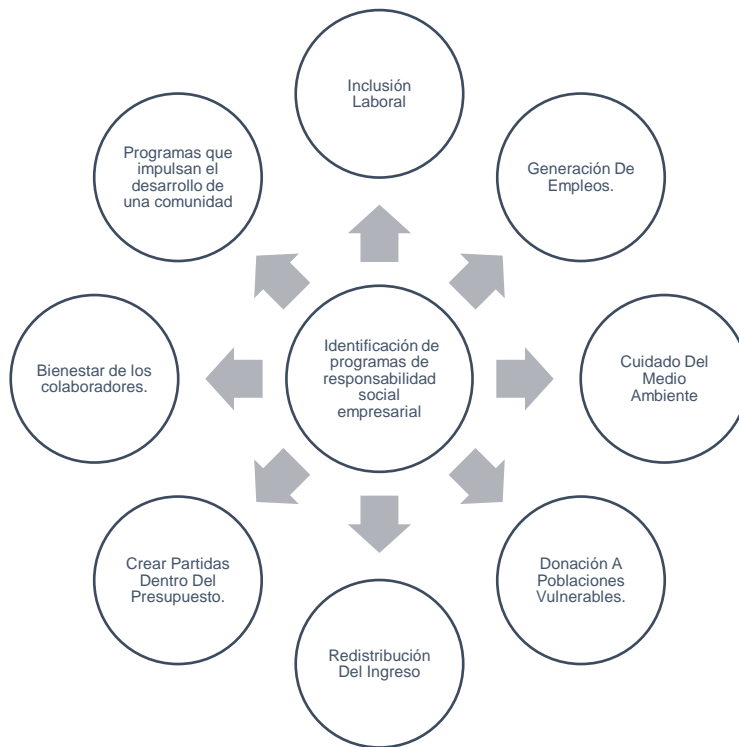 Inclusión
Laboral
Generación De
Empleos.
Cuidado Del
Medio
Ambiente
Donación A
Poblaciones
Vulnerables.
Redistribución
Del Ingreso
Crear Partidas
Dentro Del
Presupuesto.
Bienestar de los
colaboradores.
Programas que
impulsan el
desarrollo de
una comunidad
Identificación de
programas de
responsabilidad
social
empresarial